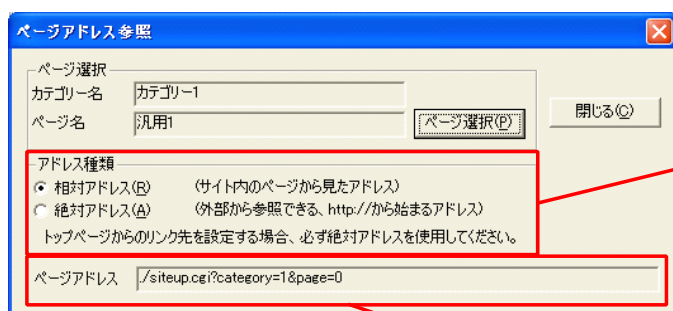 ページアドレス参照
ページ選択
カテゴリー名 カテゴリー1
ページ名 汎用1 ページ選択(P) 閉じる(C)
アドレス種類
相対アドレス(R) (サイト内のページから見たアドレス)
絶対アドレス(A) (外部から参照できる、http://から始まるアドレス)
トップページからのリンク先を設定する場合、必ず絶対アドレスを使用してください。
ページアドレス ./siteup.cgi?category=1&page=0